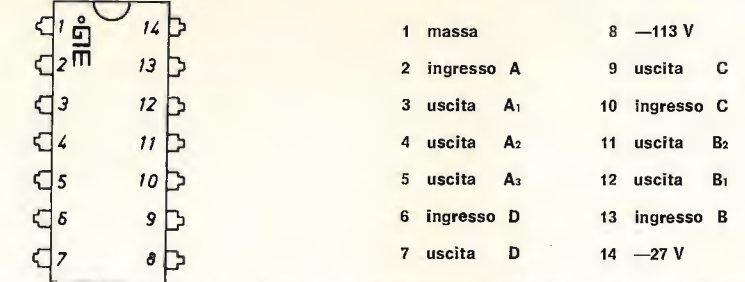 1 14
2 13
3 12
4 11
5 10
6 9
7 8
1 massa
2 ingresso A
3 uscita A₁
4 uscita A₂
5 uscita A₃
6 ingresso D
7 uscita D
8 —113 V
9 uscita C
10 ingresso C
11 uscita B₂
12 uscita B₁
13 ingresso B
14 —27 V